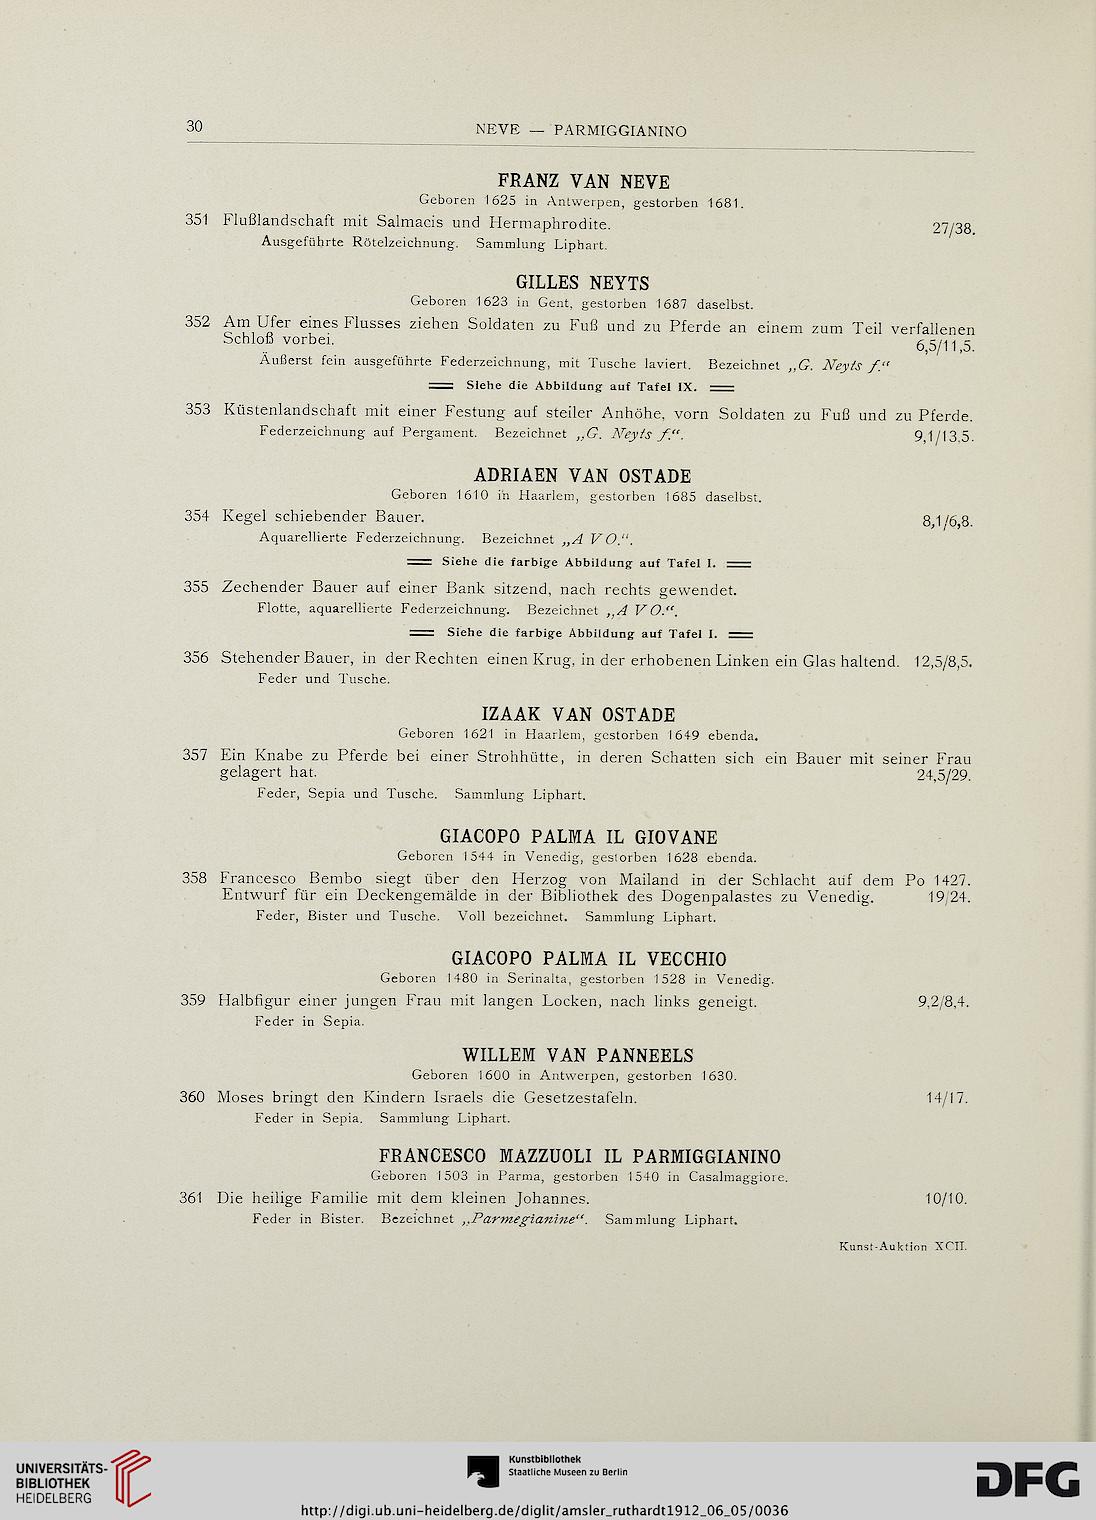 30
NEVE — PARMIGGIANINO
FRANZ VAN NEVE
Geboren 1625 in Antwerpen, gestorben 1681.
351 Flußlandschaft mit Salmacis und Hermaphrodite. 27/38.
Ausgeführte Rötelzeichnung. Sammlung Liphart.
GILLES NEYTS
Geboren 1623 in Gent, gestorben 1687 daselbst.
352 Am Ufer eines Flusses ziehen Soldaten zu Fuß und zu Pferde an einem zum Teil verfallenen
Schloß vorbei. 6,5/11,5.
Äußerst fein ausgeführte Federzeichnung, mit Tusche laviert. Bezeichnet „G. Neyts f.“
Siehe die Abbildung auf Tafel IX.
353 Küstenlandschaft mit einer Festung auf steiler Anhöhe, vorn Soldaten zu Fuß und zu Pferde.
Federzeichnung auf Pergament. Bezeichnet „G. Neyts f.“. 9,1/13,5.
ADRIAEN VAN OSTADE
Geboren 1610 in Haarlem, gestorben 1685 daselbst.
354 Kegel schiebender Bauer. 8,1/6,8.
Aquarellierte Federzeichnung. Bezeichnet „A V O.“.
Siehe die farbige Abbildung auf Tafel I.
355 Zechender Bauer auf einer Bank sitzend, nach rechts gewendet.
Flotte, aquarellierte Federzeichnung. Bezeichnet „A V O.“.
Siehe die farbige Abbildung auf Tafel I.
356 Stehender Bauer, in der Rechten einen Krug, in der erhobenen Linken ein Glas haltend. 12,5/8,5.
Feder und Tusche.
IZAAK VAN OSTADE
Geboren 1621 in Haarlem, gestorben 1649 ebenda.
357 Ein Knabe zu Pferde bei einer Strohhütte, in deren Schatten sich ein Bauer mit seiner Frau
gelagert hat. 24,5/29.
Feder, Sepia und Tusche. Sammlung Liphart.
GIACOPO PALMA IL GIOVANE
Geboren 1544 in Venedig, gestorben 1628 ebenda.
358 Francesco Bembo siegt über den Herzog von Mailand in der Schlacht auf dem Po 1427.
Entwurf für ein Deckengemälde in der Bibliothek des Dogenpalastes zu Venedig. 19/24.
Feder, Bister und Tusche. Voll bezeichnet. Sammlung Liphart.
GIACOPO PALMA IL VECCHIO
Geboren 1480 in Serinalta, gestorben 1528 in Venedig.
359 Halbfigur einer jungen Frau mit langen Locken, nach links geneigt. 9,2/8,4.
Feder in Sepia.
WILLEM VAN PANNEELS
Geboren 1600 in Antwerpen, gestorben 1630.
360 Moses bringt den Kindern Israels die Gesetzestafeln. 14/17.
Feder in Sepia. Sammlung Liphart.
FRANCESCO MAZZUOLI IL PARMIGGIANINO
Geboren 1503 in Parma, gestorben 1540 in Casalmaggiore.
361 Die heilige Familie mit dem kleinen Johannes. 10/10.
Feder in Bister. Bezeichnet „Parmegianine“. Sammlung Liphart.
Kunst-Auktion XCII.
UNIVERSITÄTS-
BIBLIOTHEK
HEIDELBERG
Kunstbibliothek
Staatliche Museen zu Berlin
DFG
http://digi.ub.uni-heidelberg.de/diglit/amsler_ruthardt1912_06_05/0036